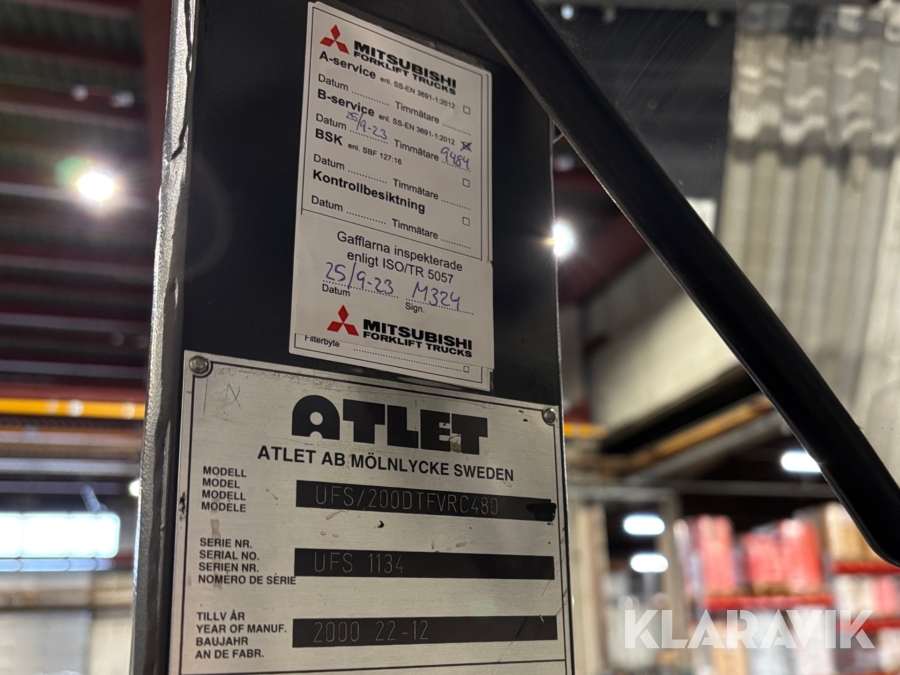 MITSUBISHI
FORKLIFT TRUCKS
A-service enl. SS-EN 3691-1:2012
Datum ............ Timmätare ........
B-service enl. SS-EN 3691-1:2012
Datum 25/9-23 Timmätare 9484
BSK enl. SBF 127:16
Datum ............ Timmätare ........
Kontrollbesiktning
Datum ............ Timmätare ........
Gafflarna inspekterade
enligt ISO/TR 5057
25/9-23 M324
Datum Sign.
MITSUBISHI
FORKLIFT TRUCKS
Filterbyte
ATLET
ATLET AB MÖLNLYCKE SWEDEN
MODELL
MODEL
MODELL
MODELE
UFS/200DTFVRC480
SERIE NR.
SERIAL NO.
SERIEN NR.
NOMÉRO DE SÉRIE
UFS 1134
TILLV ÅR
YEAR OF MANUF.
BAUJAHR
AN DE FABR.
2000 22-12
KLARAVIK